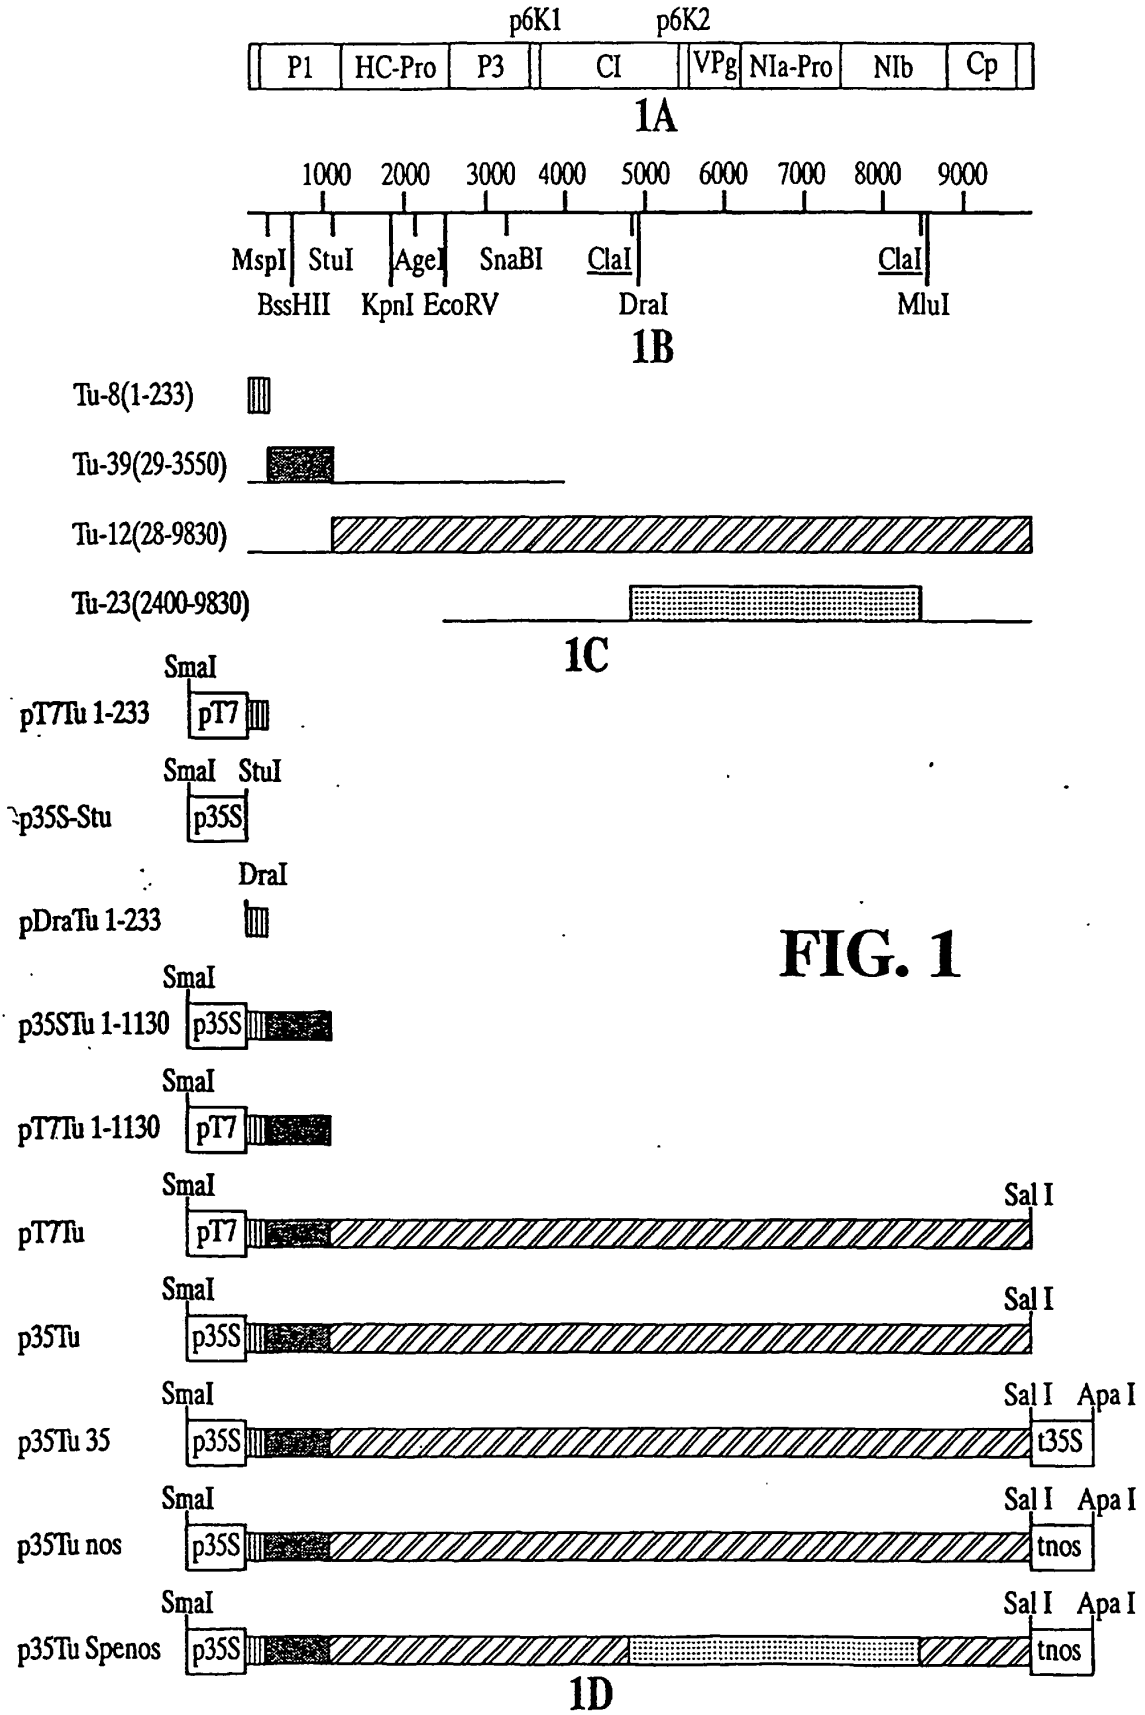 p6K1 p6K2
P1 HC-Pro P3 CI VPg NIa-Pro NIb Cp
1A
1000 2000 3000 4000 5000 6000 7000 8000 9000
MspI StuI AgeI SnaBI ClaI ClaI
BssHII KpnI EcoRV DraI MluI
1B
Tu-8(1-233)
Tu-39(29-3550)
Tu-12(28-9830)
Tu-23(2400-9830)
1C
SmaI
pT7Tu 1-233 pT7
SmaI StuI
p35S-Stu p35S
DraI
pDraTu 1-233
FIG. 1
SmaI
p35STu 1-1130 p35S
SmaI
pT7Tu 1-1130 pT7
SmaI Sal I
pT7Tu pT7
SmaI Sal I
p35Tu p35S
SmaI Sal I Apa I
p35Tu 35 p35S t35S
SmaI Sal I Apa I
p35Tu nos p35S tnos
SmaI Sal I Apa I
p35Tu Spenos p35S tnos
1D